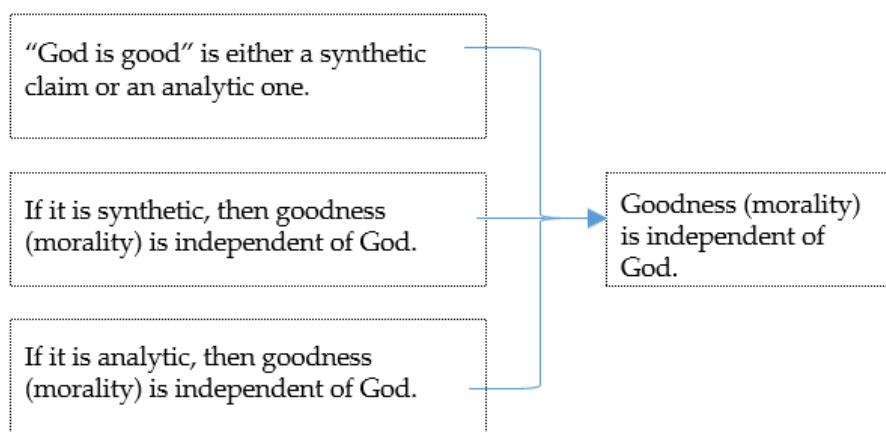 “God is good” is either a synthetic
claim or an analytic one.
If it is synthetic, then goodness
(morality) is independent of God.
If it is analytic, then goodness
(morality) is independent of God.
Goodness (morality)
is independent of
God.